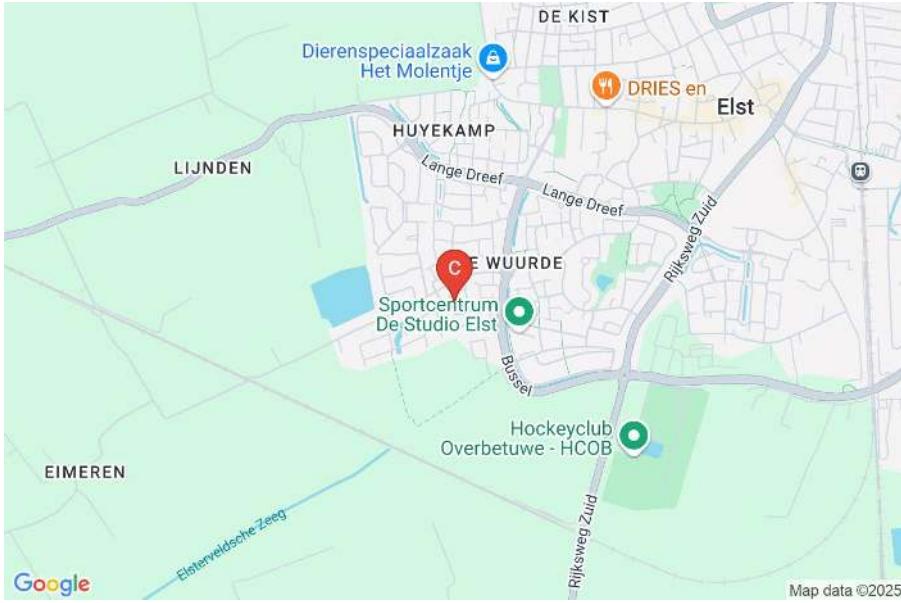 DE KIST
Dierenspeciaalzaak
Het Molentje
DRIES en
Elst
HUYEKAMP
LIJNDEN
Lange Dreef
Lange Dreef
Rijksweg Zuid
C
E WUURDE
Sportcentrum
De Studio Elst
Bussel
Hockeyclub
Overbetuwe - HCOB
EIMEREN
Elsterveldsche Zeeg
Rijksweg Zuid
Google
Map data ©2025